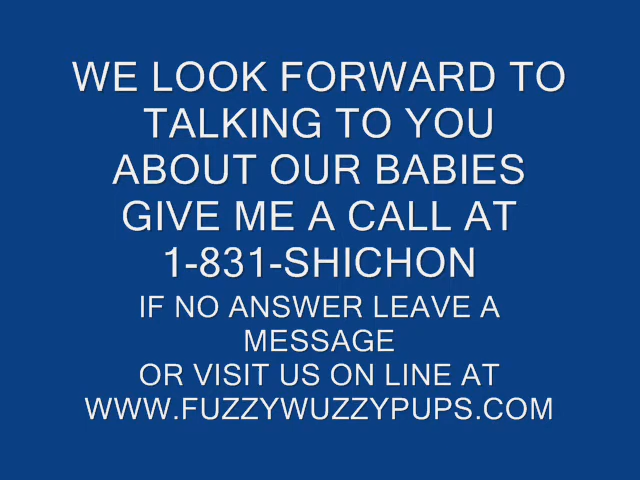 WE LOOK FORWARD TO
TALKING TO YOU
ABOUT OUR BABIES
GIVE ME A CALL AT
1-831-SHICHON
IF NO ANSWER LEAVE A
MESSAGE
OR VISIT US ON LINE AT
WWW.FUZZYWUZZYPUPS.COM